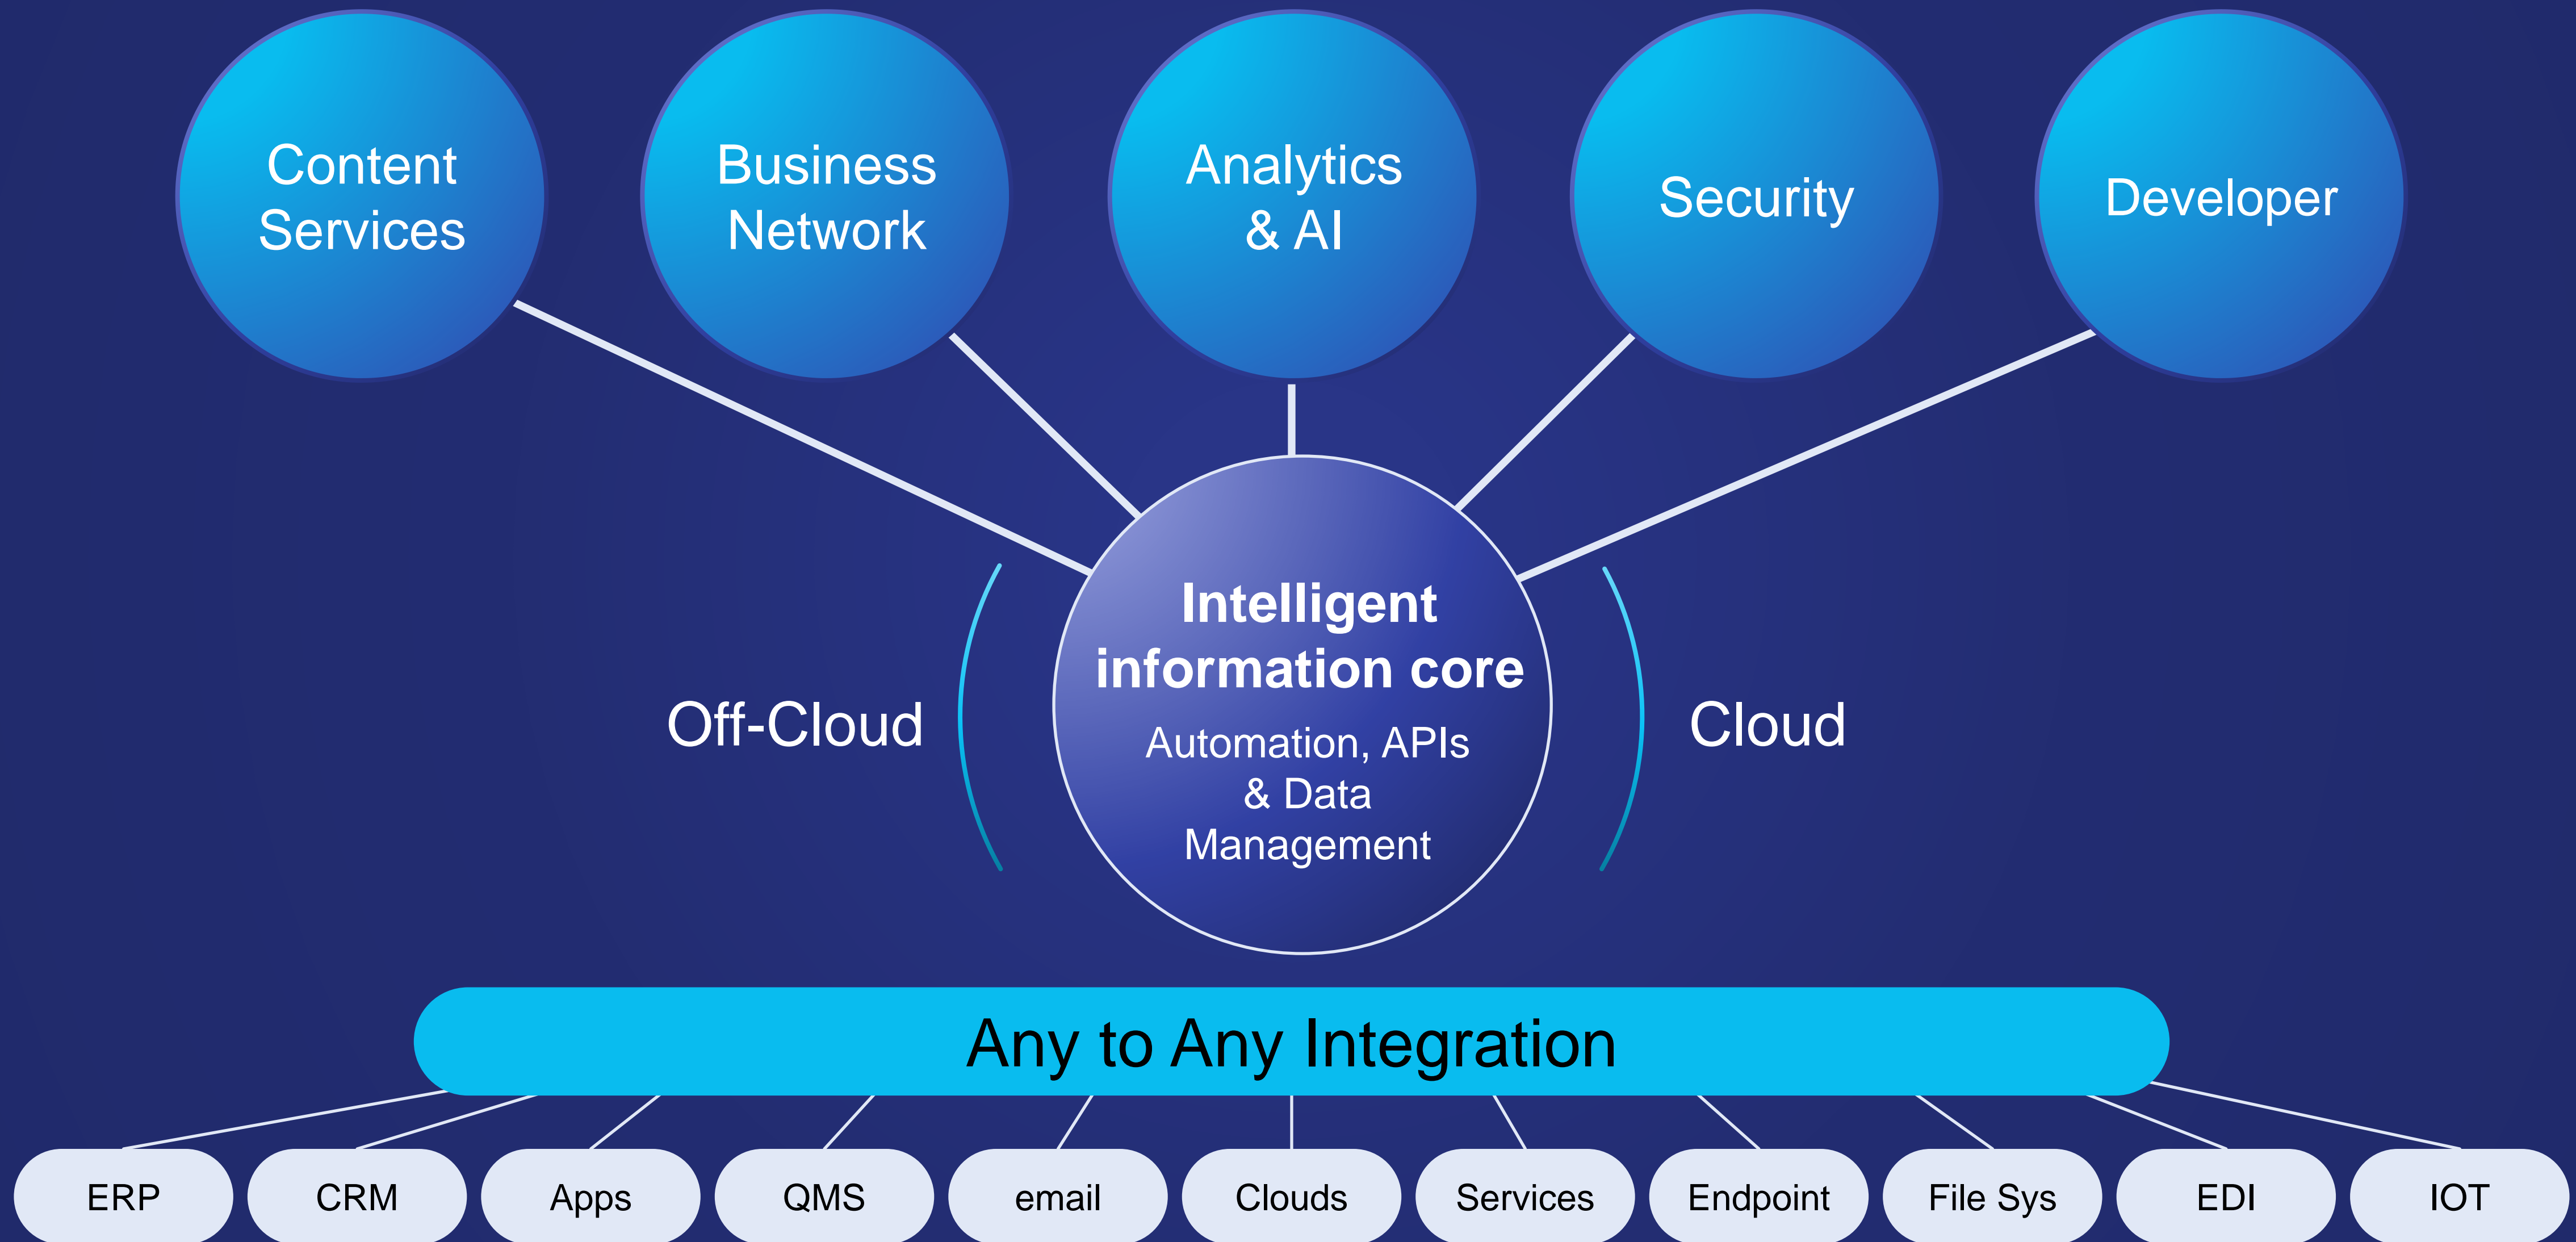 Content
Services
Business
Network
Analytics
& AI
Security
Developer
Intelligent
information core
Automation, APIs
& Data
Management
Off-Cloud
Cloud
Any to Any Integration
ERP
CRM
Apps
QMS
email
Clouds
Services
Endpoint
File Sys
EDI
IOT